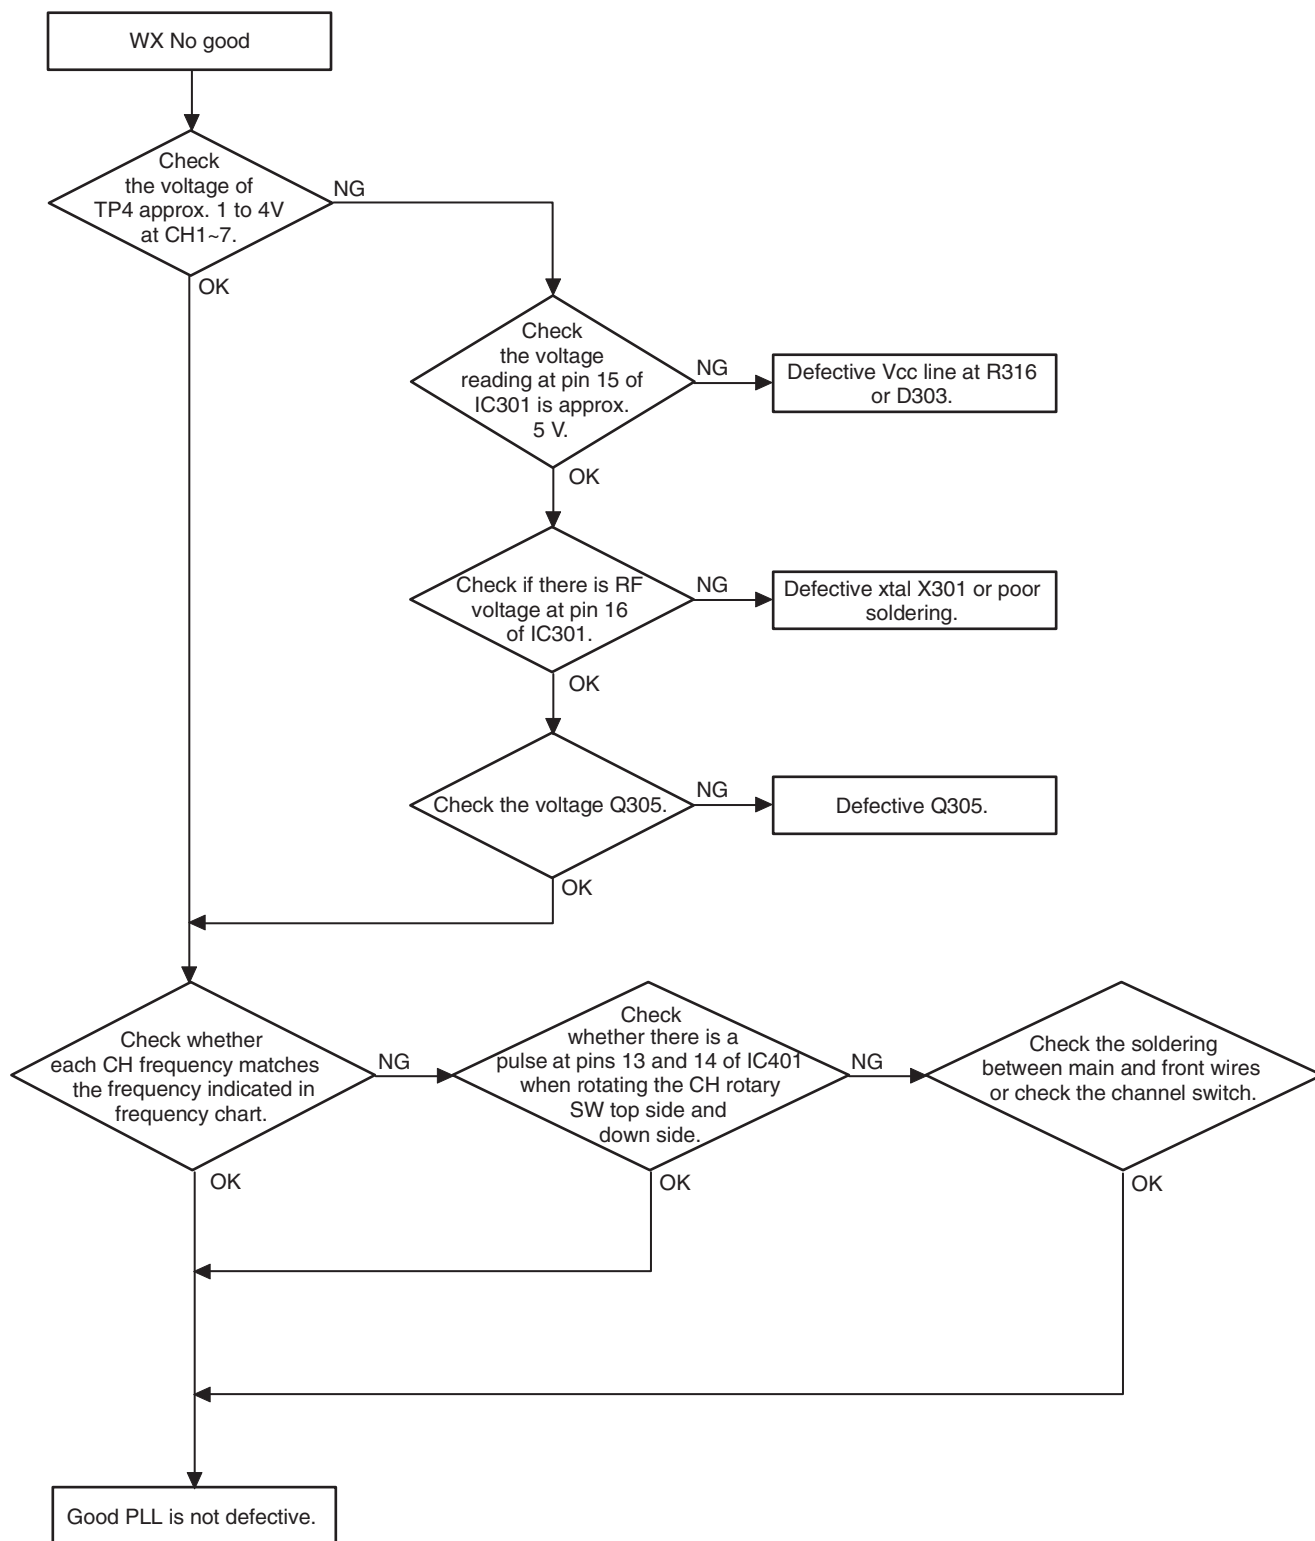 WX No good
Check
the voltage of
TP4 approx. 1 to 4V
at CH1~7.
NG
OK
Check
the voltage
reading at pin 15 of
IC301 is approx.
5 V.
NG
Defective Vcc line at R316
or D303.
OK
Check if there is RF
voltage at pin 16
of IC301.
NG
Defective xtal X301 or poor
soldering.
OK
Check the voltage Q305.
NG
Defective Q305.
OK
Check whether
each CH frequency matches
the frequency indicated in
frequency chart.
NG
OK
Check
whether there is a
pulse at pins 13 and 14 of IC401
when rotating the CH rotary
SW top side and
down side.
NG
OK
Check the soldering
between main and front wires
or check the channel switch.
OK
Good PLL is not defective.